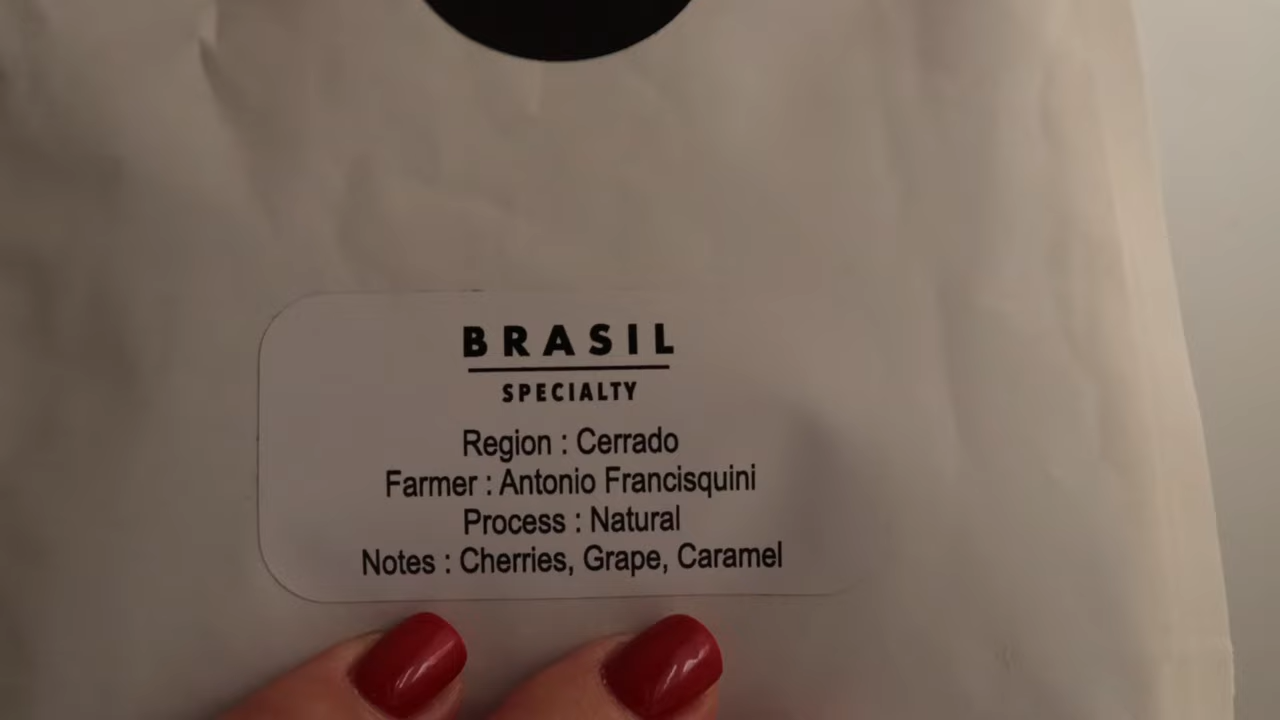 BRASIL
SPECIALTY
Region : Cerrado
Farmer : Antonio Francisquini
Process : Natural
Notes : Cherries, Grape, Caramel